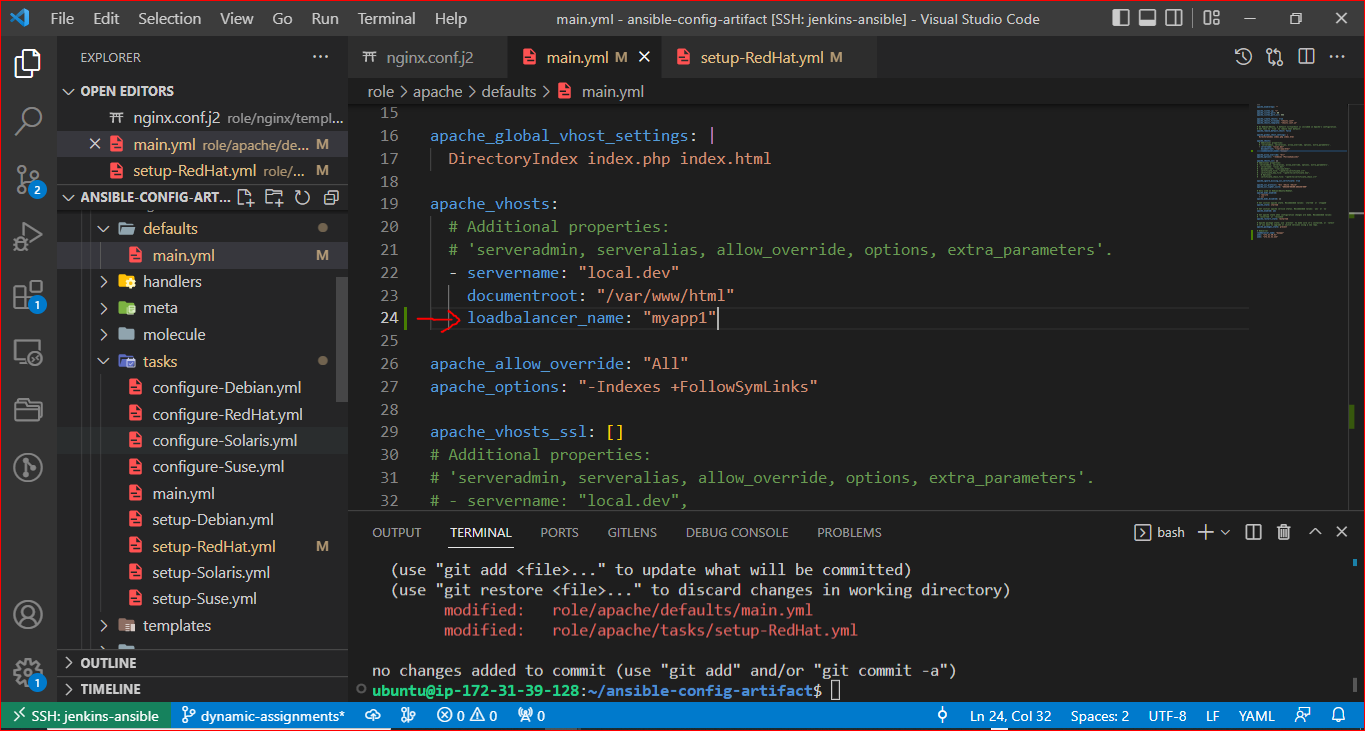 File Edit Selection View Go Run Terminal Help main.yml - ansible-config-artifact [SSH: jenkins-ansible] - Visual Studio Code
EXPLORER
OPEN EDITORS
nginx.conf.j2 role/nginx/templ...
main.yml role/apache/de... M
setup-RedHat.yml role/... M
ANSIBLE-CONFIG-ART...
defaults
main.yml M
handlers
meta
molecule
tasks
configure-Debian.yml
configure-RedHat.yml
configure-Solaris.yml
configure-Suse.yml
main.yml
setup-Debian.yml
setup-RedHat.yml M
setup-Solaris.yml
setup-Suse.yml
templates
OUTLINE
TIMELINE
2
1
1
nginx.conf.j2 main.yml M setup-RedHat.yml M
role > apache > defaults > main.yml
15
16 apache_global_vhost_settings: |
17 DirectoryIndex index.php index.html
18
19 apache_vhosts:
20 # Additional properties:
21 # 'serveradmin, serveralias, allow_override, options, extra_parameters'.
22 - servername: "local.dev"
23 documentroot: "/var/www/html"
24 loadbalancer_name: "myapp1"
25
26 apache_allow_override: "All"
27 apache_options: "-Indexes +FollowSymLinks"
28
29 apache_vhosts_ssl: []
30 # Additional properties:
31 # 'serveradmin, serveralias, allow_override, options, extra_parameters'.
32 # - servername: "local.dev",
OUTPUT TERMINAL PORTS GITLENS DEBUG CONSOLE PROBLEMS bash
(use "git add <file>..." to update what will be committed)
(use "git restore <file>..." to discard changes in working directory)
modified: role/apache/defaults/main.yml
modified: role/apache/tasks/setup-RedHat.yml
no changes added to commit (use "git add" and/or "git commit -a")
ubuntu@ip-172-31-39-128:~/ansible-config-artifact$
SSH: jenkins-ansible dynamic-assignments* 0 0 0 Ln 24, Col 32 Spaces: 2 UTF-8 LF YAML